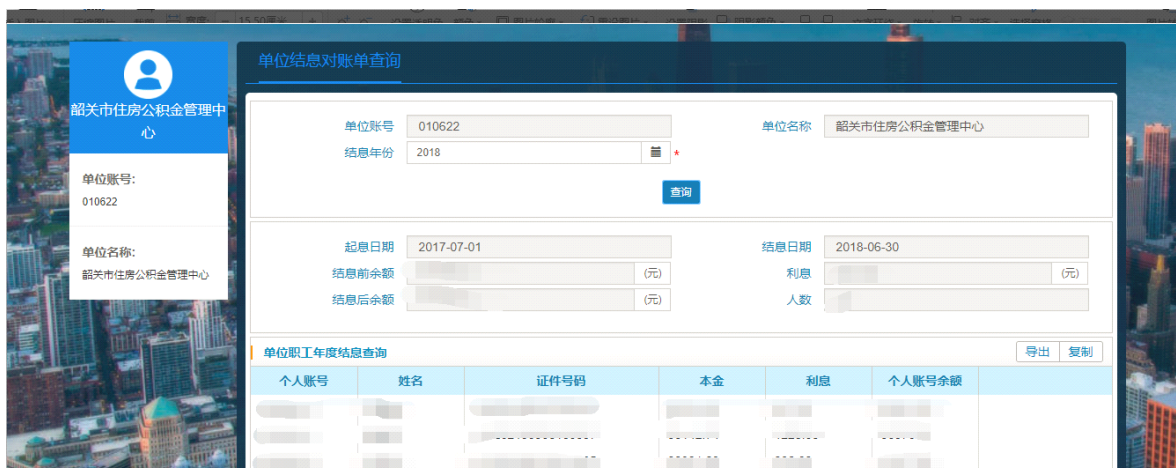 单位结息对账单查询
韶关市住房公积金管理中
心
单位账号 010622 单位名称 韶关市住房公积金管理中心
结息年份 2018 *
查询
单位账号:
010622
单位名称:
韶关市住房公积金管理中心
起息日期 2017-07-01 结息日期 2018-06-30
结息前余额 (元) 利息 (元)
结息后余额 (元) 人数
单位职工年度结息查询 导出 复制
个人账号 姓名 证件号码 本金 利息 个人账号余额